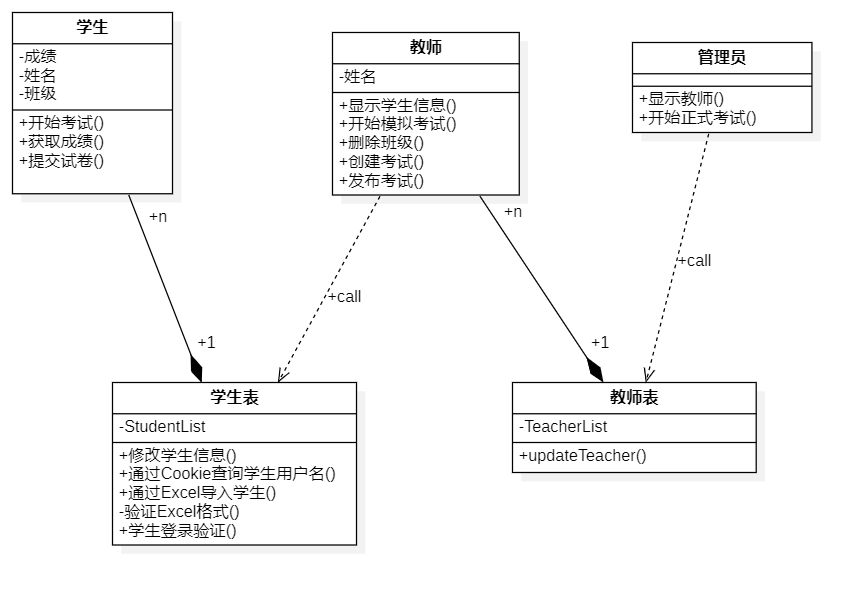 学生
-成绩
-姓名
-班级
+开始考试()
+获取成绩()
+提交试卷()
教师
-姓名
+显示学生信息()
+开始模拟考试()
+删除班级()
+创建考试()
+发布考试()
管理员
+显示教师()
+开始正式考试()
+n
+n
+call
+call
+1
+1
学生表
-StudentList
+修改学生信息()
+通过Cookie查询学生用户名()
+通过Excel导入学生()
-验证Excel格式()
+学生登录验证()
教师表
-TeacherList
+updateTeacher()